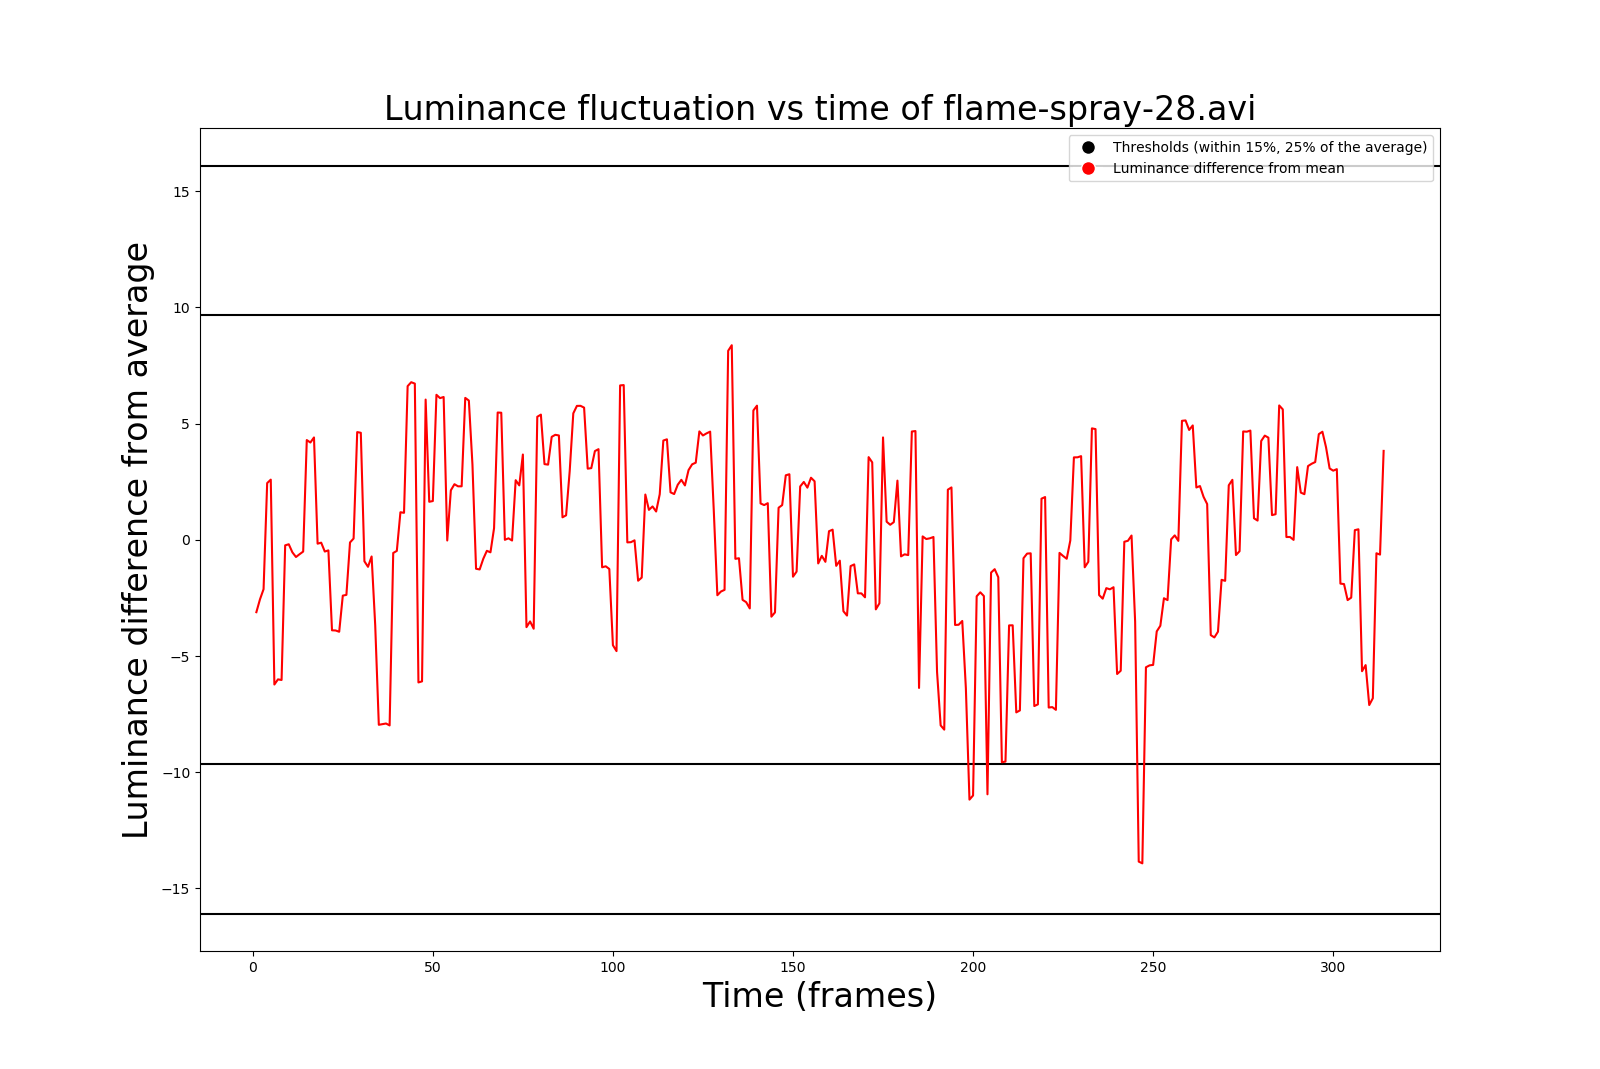 Luminance fluctuation vs time of flame-spray-28.avi
Thresholds (within 15%, 25% of the average)
Luminance difference from mean
Luminance difference from average
15
10
5
0
−5
−10
−15
0 50 100 150 200 250 300
Time (frames)